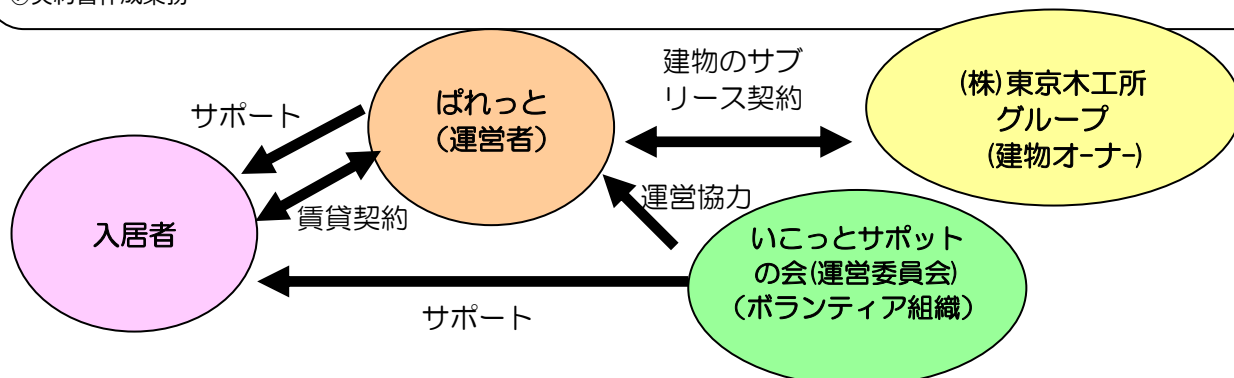 建物のサブ
リース契約
(株)東京木工所
グループ
(建物オーナー)
サポート
ぱれっと
（運営者）
運営協力
賃貸契約
入居者
いこっとサポット
の会(運営委員会)
（ボランティア組織）
サポート